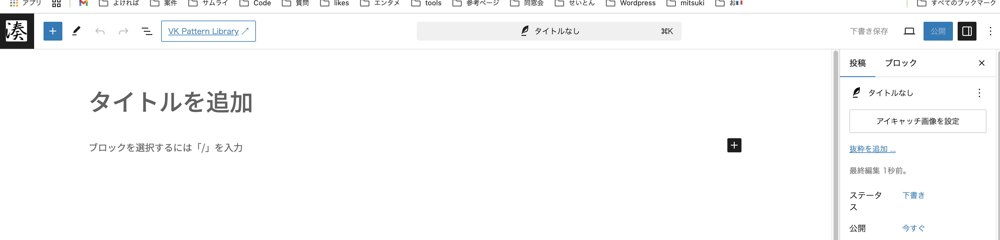 アプリ よければ 案件 サムライ Code 質問 likes エンタメ tools 参考ページ 同窓会 せいとん Wordpress mitsuki お すべてのブックマーク
湊 VK Pattern Library ↗ タイトルなし ⌘K 下書き保存 公開
投稿 ブロック
タイトルを追加
タイトルなし
アイキャッチ画像を設定
ブロックを選択するには「/」を入力
抜粋を追加 ...
最終編集 1秒前。
ステータ
ス 下書き
公開 今すぐ